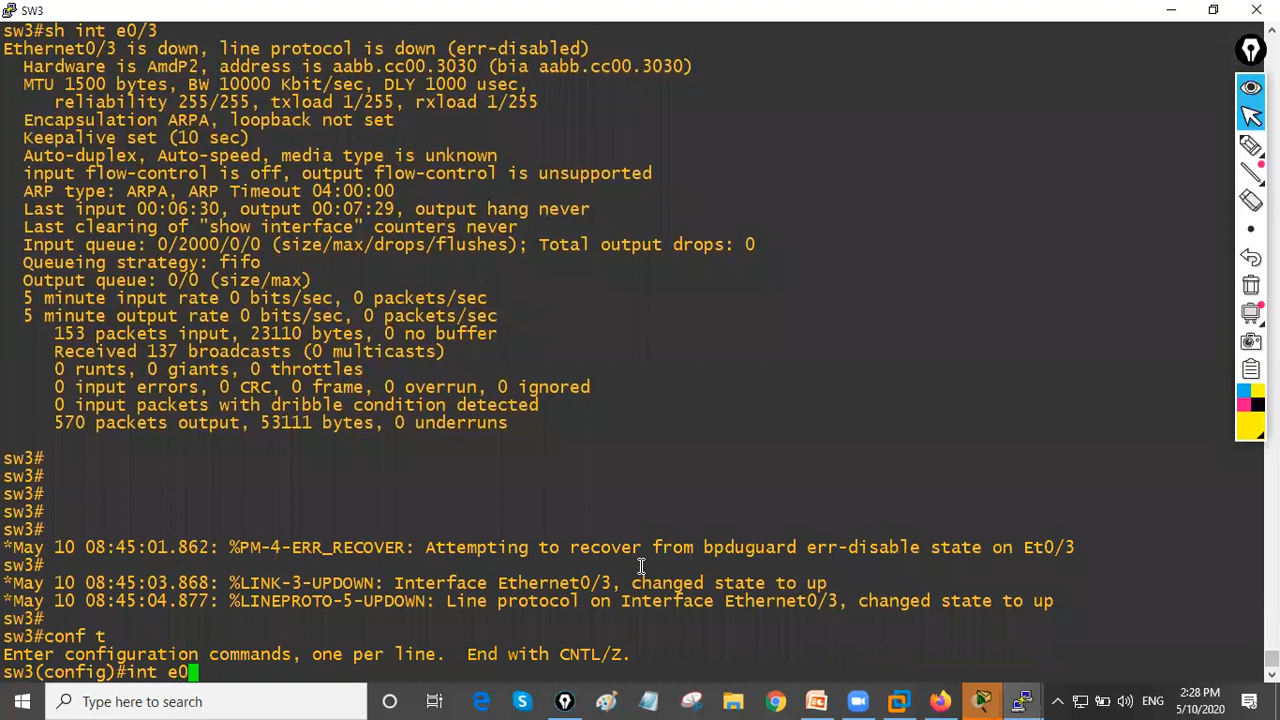 SW3
sw3#sh int e0/3
Ethernet0/3 is down, line protocol is down (err-disabled)
Hardware is AmdP2, address is aabb.cc00.3030 (bia aabb.cc00.3030)
MTU 1500 bytes, BW 10000 Kbit/sec, DLY 1000 usec,
reliability 255/255, txload 1/255, rxload 1/255
Encapsulation ARPA, loopback not set
Keepalive set (10 sec)
Auto-duplex, Auto-speed, media type is unknown
input flow-control is off, output flow-control is unsupported
ARP type: ARPA, ARP Timeout 04:00:00
Last input 00:06:30, output 00:07:29, output hang never
Last clearing of "show interface" counters never
Input queue: 0/2000/0/0 (size/max/drops/flushes); Total output drops: 0
Queueing strategy: fifo
Output queue: 0/0 (size/max)
5 minute input rate 0 bits/sec, 0 packets/sec
5 minute output rate 0 bits/sec, 0 packets/sec
153 packets input, 23110 bytes, 0 no buffer
Received 137 broadcasts (0 multicasts)
0 runts, 0 giants, 0 throttles
0 input errors, 0 CRC, 0 frame, 0 overrun, 0 ignored
0 input packets with dribble condition detected
570 packets output, 53111 bytes, 0 underruns
sw3#
sw3#
sw3#
sw3#
sw3#
*May 10 08:45:01.862: %PM-4-ERR_RECOVER: Attempting to recover from bpduguard err-disable state on Et0/3
sw3#
*May 10 08:45:03.868: %LINK-3-UPDOWN: Interface Ethernet0/3, changed state to up
*May 10 08:45:04.877: %LINEPROTO-5-UPDOWN: Line protocol on Interface Ethernet0/3, changed state to up
sw3#
sw3#conf t
Enter configuration commands, one per line.  End with CNTL/Z.
sw3(config)#int e0
Type here to search
ENG
2:28 PM
5/10/2020